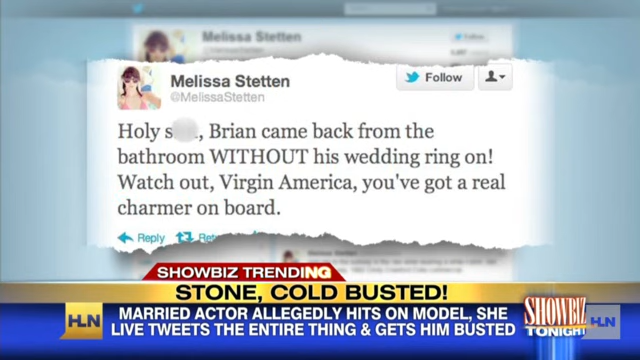 Melissa Stetten
Melissa Stetten
@MelissaStetten
Follow
Holy s, Brian came back from the
bathroom WITHOUT his wedding ring on!
Watch out, Virgin America, you've got a real
charmer on board.
Reply
SHOWBIZ TRENDING
STONE, COLD BUSTED!
HLN
MARRIED ACTOR ALLEGEDLY HITS ON MODEL, SHE
LIVE TWEETS THE ENTIRE THING & GETS HIM BUSTED
SHOWBIZ
TONIGHT
HLN